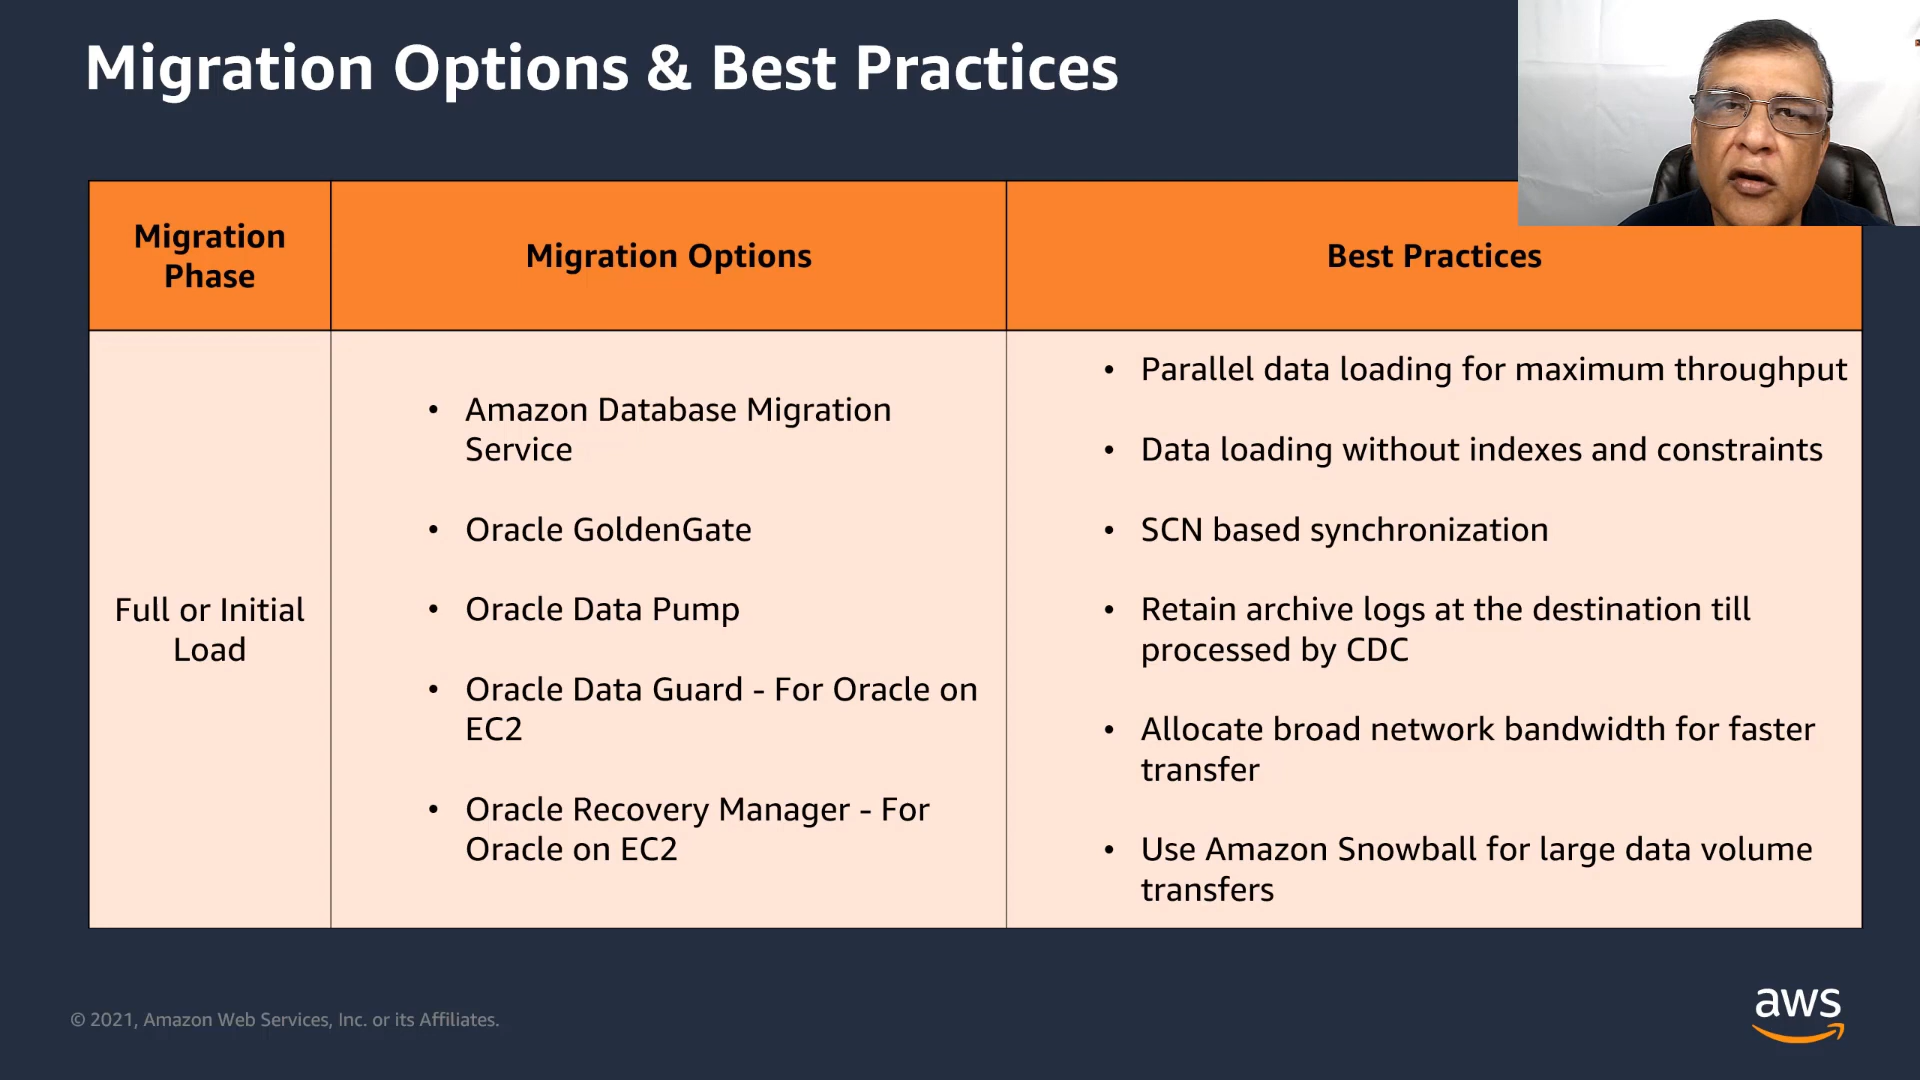 Migration Options & Best Practices
Migration
Phase
Migration Options
Best Practices
Full or Initial
Load
• Amazon Database Migration
Service
• Oracle GoldenGate
• Oracle Data Pump
• Oracle Data Guard - For Oracle on
EC2
• Oracle Recovery Manager - For
Oracle on EC2
• Parallel data loading for maximum throughput
• Data loading without indexes and constraints
• SCN based synchronization
• Retain archive logs at the destination till
processed by CDC
• Allocate broad network bandwidth for faster
transfer
• Use Amazon Snowball for large data volume
transfers
© 2021, Amazon Web Services, Inc. or its Affiliates.
aws